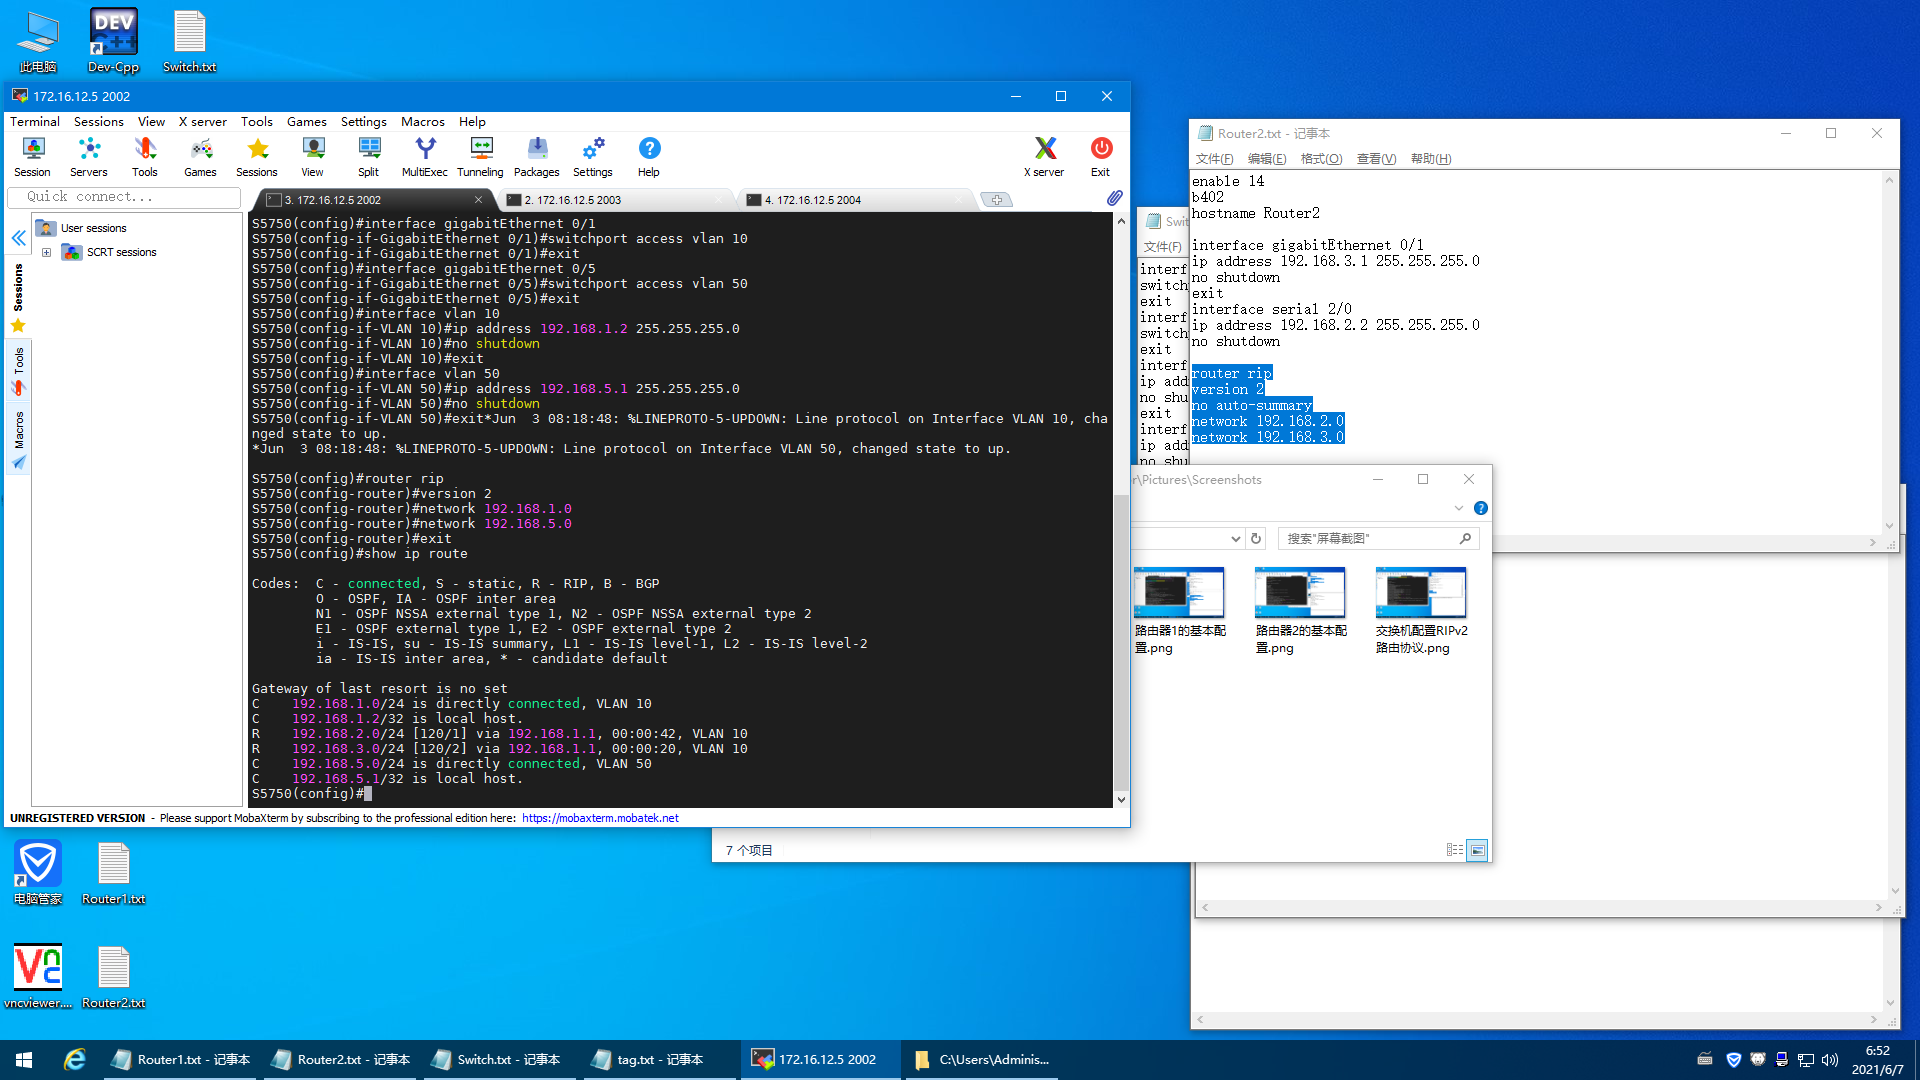 此电脑
Dev-Cpp
Switch.txt
172.16.12.5 2002
Terminal Sessions View X server Tools Games Settings Macros Help
Session Servers Tools Games Sessions View Split MultiExec Tunneling Packages Settings Help X server Exit
Quick connect...
3. 172.16.12.5 2002
2. 172.16.12.5 2003
4. 172.16.12.5 2004
User sessions
SCRT sessions
Sessions
Tools
Macros
S5750(config)#interface gigabitEthernet 0/1
S5750(config-if-GigabitEthernet 0/1)#switchport access vlan 10
S5750(config-if-GigabitEthernet 0/1)#exit
S5750(config)#interface gigabitEthernet 0/5
S5750(config-if-GigabitEthernet 0/5)#switchport access vlan 50
S5750(config-if-GigabitEthernet 0/5)#exit
S5750(config)#interface vlan 10
S5750(config-if-VLAN 10)#ip address 192.168.1.2 255.255.255.0
S5750(config-if-VLAN 10)#no shutdown
S5750(config-if-VLAN 10)#exit
S5750(config)#interface vlan 50
S5750(config-if-VLAN 50)#ip address 192.168.5.1 255.255.255.0
S5750(config-if-VLAN 50)#no shutdown
S5750(config-if-VLAN 50)#exit*Jun  3 08:18:48: %LINEPROTO-5-UPDOWN: Line protocol on Interface VLAN 10, cha
nged state to up.
*Jun  3 08:18:48: %LINEPROTO-5-UPDOWN: Line protocol on Interface VLAN 50, changed state to up.
S5750(config)#router rip
S5750(config-router)#version 2
S5750(config-router)#network 192.168.1.0
S5750(config-router)#network 192.168.5.0
S5750(config-router)#exit
S5750(config)#show ip route
Codes:  C - connected, S - static, R - RIP, B - BGP
O - OSPF, IA - OSPF inter area
N1 - OSPF NSSA external type 1, N2 - OSPF NSSA external type 2
E1 - OSPF external type 1, E2 - OSPF external type 2
i - IS-IS, su - IS-IS summary, L1 - IS-IS level-1, L2 - IS-IS level-2
ia - IS-IS inter area, * - candidate default
Gateway of last resort is no set
C    192.168.1.0/24 is directly connected, VLAN 10
C    192.168.1.2/32 is local host.
R    192.168.2.0/24 [120/1] via 192.168.1.1, 00:00:42, VLAN 10
R    192.168.3.0/24 [120/2] via 192.168.1.1, 00:00:20, VLAN 10
C    192.168.5.0/24 is directly connected, VLAN 50
C    192.168.5.1/32 is local host.
S5750(config)#
UNREGISTERED VERSION - Please support MobaXterm by subscribing to the professional edition here: https://mobaxterm.mobatek.net
Router2.txt - 记事本
文件(F) 编辑(E) 格式(O) 查看(V) 帮助(H)
enable 14
b402
hostname Router2
interface gigabitEthernet 0/1
ip address 192.168.3.1 255.255.255.0
no shutdown
exit
interface serial 2/0
ip address 192.168.2.2 255.255.255.0
no shutdown
router rip
version 2
no auto-summary
network 192.168.2.0
network 192.168.3.0
Swit
文件(F)
interf
switch
exit
interf
switch
exit
interf
ip add
no shu
exit
interf
ip add
no shu
r\Pictures\Screenshots
搜索"屏幕截图"
路由器1的基本配
置.png
路由器2的基本配
置.png
交换机配置RIPv2
路由协议.png
7 个项目
电脑管家
Router1.txt
vncviewer....
Router2.txt
Router1.txt - 记事本
Router2.txt - 记事本
Switch.txt - 记事本
tag.txt - 记事本
172.16.12.5 2002
C:\Users\Adminis...
6:52
2021/6/7